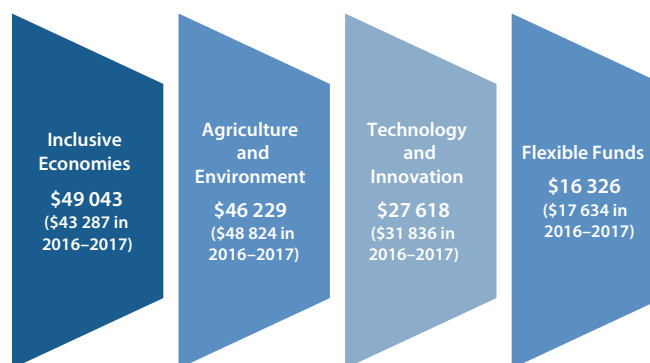 Inclusive
Economies
$49 043
($43 287 in
2016–2017)
Agriculture
and
Environment
$46 229
($48 824 in
2016–2017)
Technology
and
Innovation
$27 618
($31 836 in
2016–2017)
Flexible Funds
$16 326
($17 634 in
2016–2017)